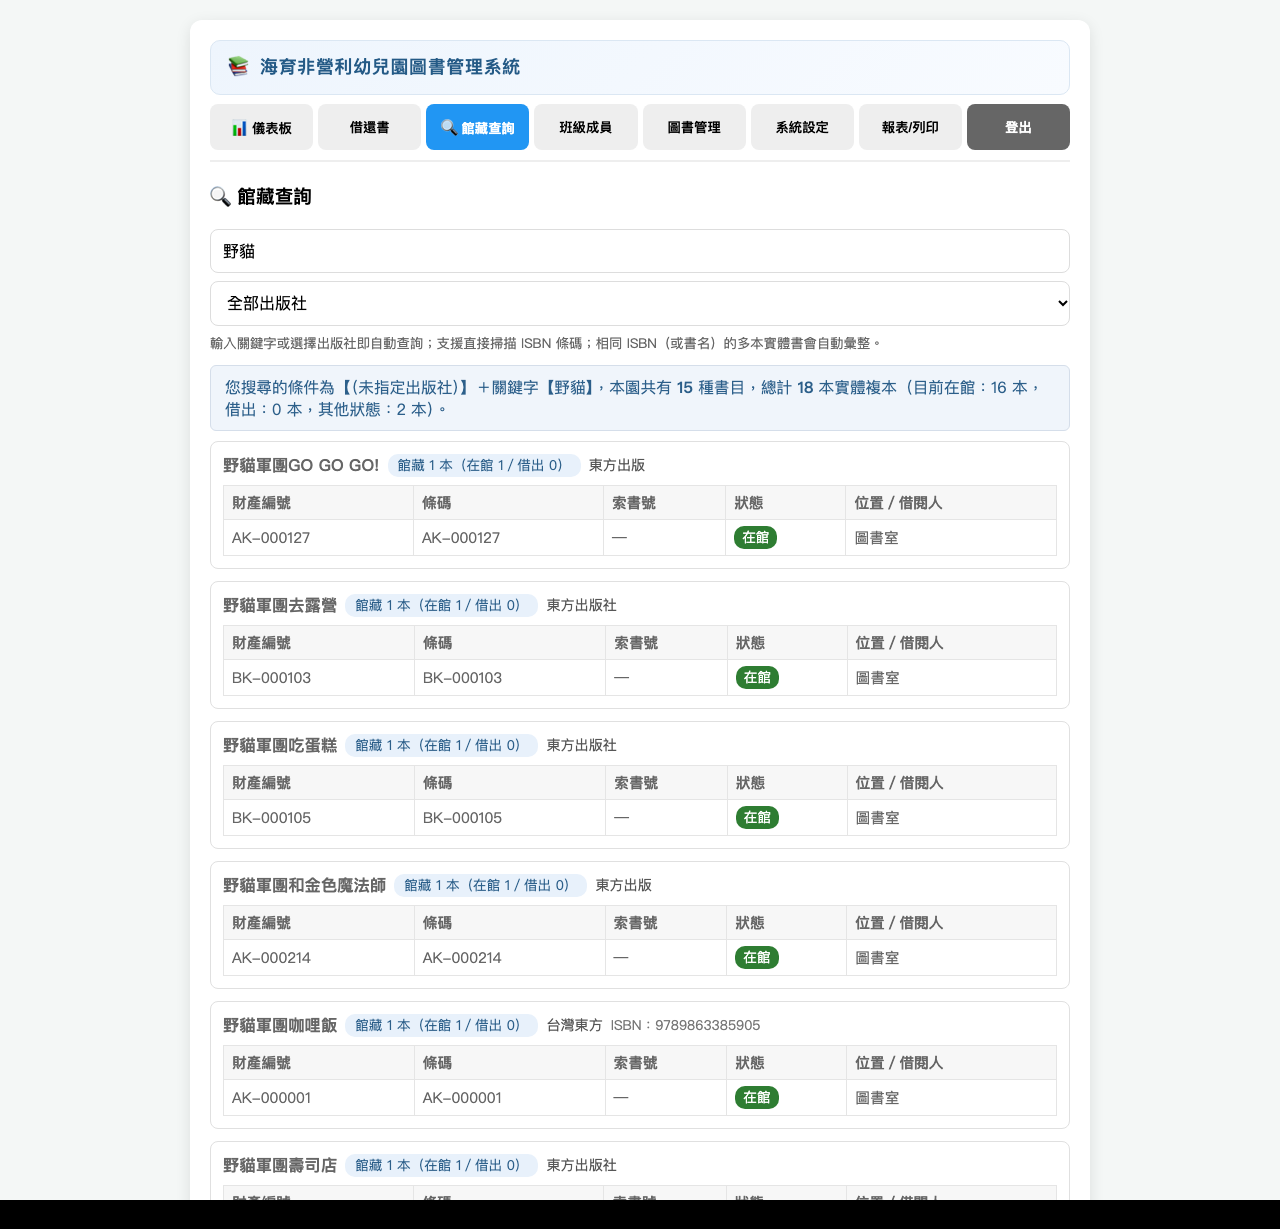 海育非營利幼兒園圖書管理系統
儀表板 借還書 館藏查詢 班級成員 圖書管理 系統設定 報表/列印 登出
館藏查詢
野貓
全部出版社
輸入關鍵字或選擇出版社即自動查詢；支援直接掃描 ISBN 條碼；相同 ISBN（或書名）的多本實體書會自動彙整。
您搜尋的條件為【（未指定出版社）】＋關鍵字【野貓】，本園共有 15 種書目，總計 18 本實體複本（目前在館：16 本，
借出：0 本，其他狀態：2 本）。
野貓軍團GO GO GO! 館藏 1 本（在館 1 / 借出 0） 東方出版
財產編號 條碼 索書號 狀態 位置 / 借閱人
AK-000127 AK-000127 — 在館 圖書室
野貓軍團去露營 館藏 1 本（在館 1 / 借出 0） 東方出版社
財產編號 條碼 索書號 狀態 位置 / 借閱人
BK-000103 BK-000103 — 在館 圖書室
野貓軍團吃蛋糕 館藏 1 本（在館 1 / 借出 0） 東方出版社
財產編號 條碼 索書號 狀態 位置 / 借閱人
BK-000105 BK-000105 — 在館 圖書室
野貓軍團和金色魔法師 館藏 1 本（在館 1 / 借出 0） 東方出版
財產編號 條碼 索書號 狀態 位置 / 借閱人
AK-000214 AK-000214 — 在館 圖書室
野貓軍團咖哩飯 館藏 1 本（在館 1 / 借出 0） 台灣東方 ISBN：9789863385905
財產編號 條碼 索書號 狀態 位置 / 借閱人
AK-000001 AK-000001 — 在館 圖書室
野貓軍團壽司店 館藏 1 本（在館 1 / 借出 0） 東方出版社